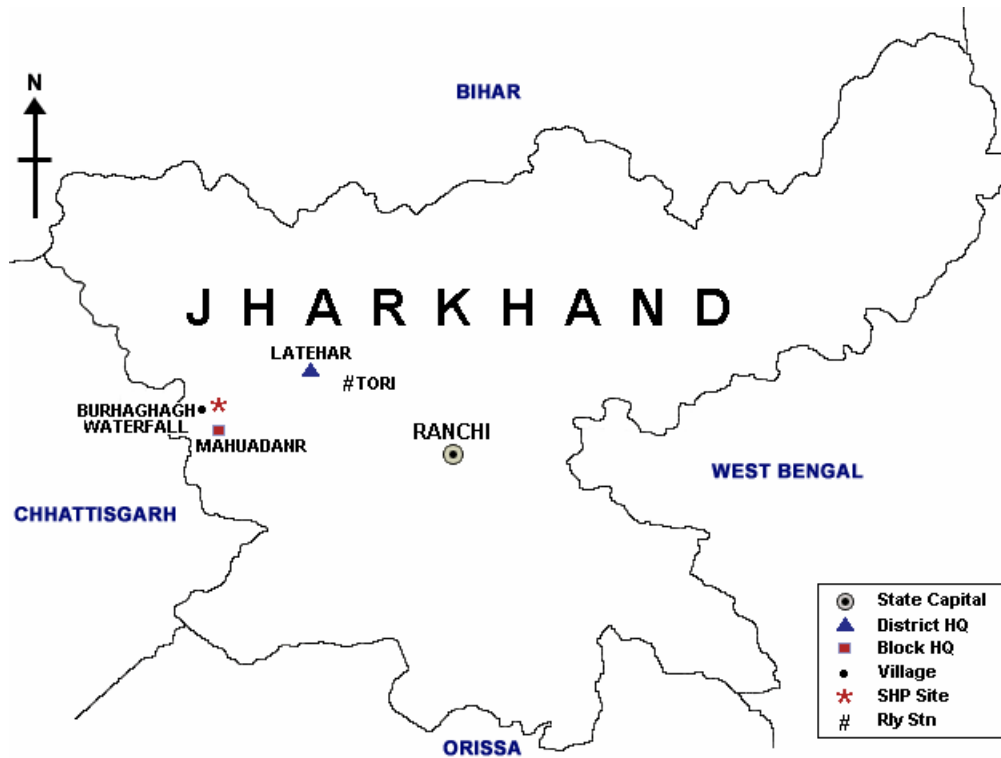 N
BIHAR
JHARKHAND
LATEHAR
#TORI
BURHAGHAGH
WATERFALL
MAHUADANR
RANCHI
WEST BENGAL
CHHATTISGARH
State Capital
District HQ
Block HQ
Village
SHP Site
# Rly Stn
ORISSA